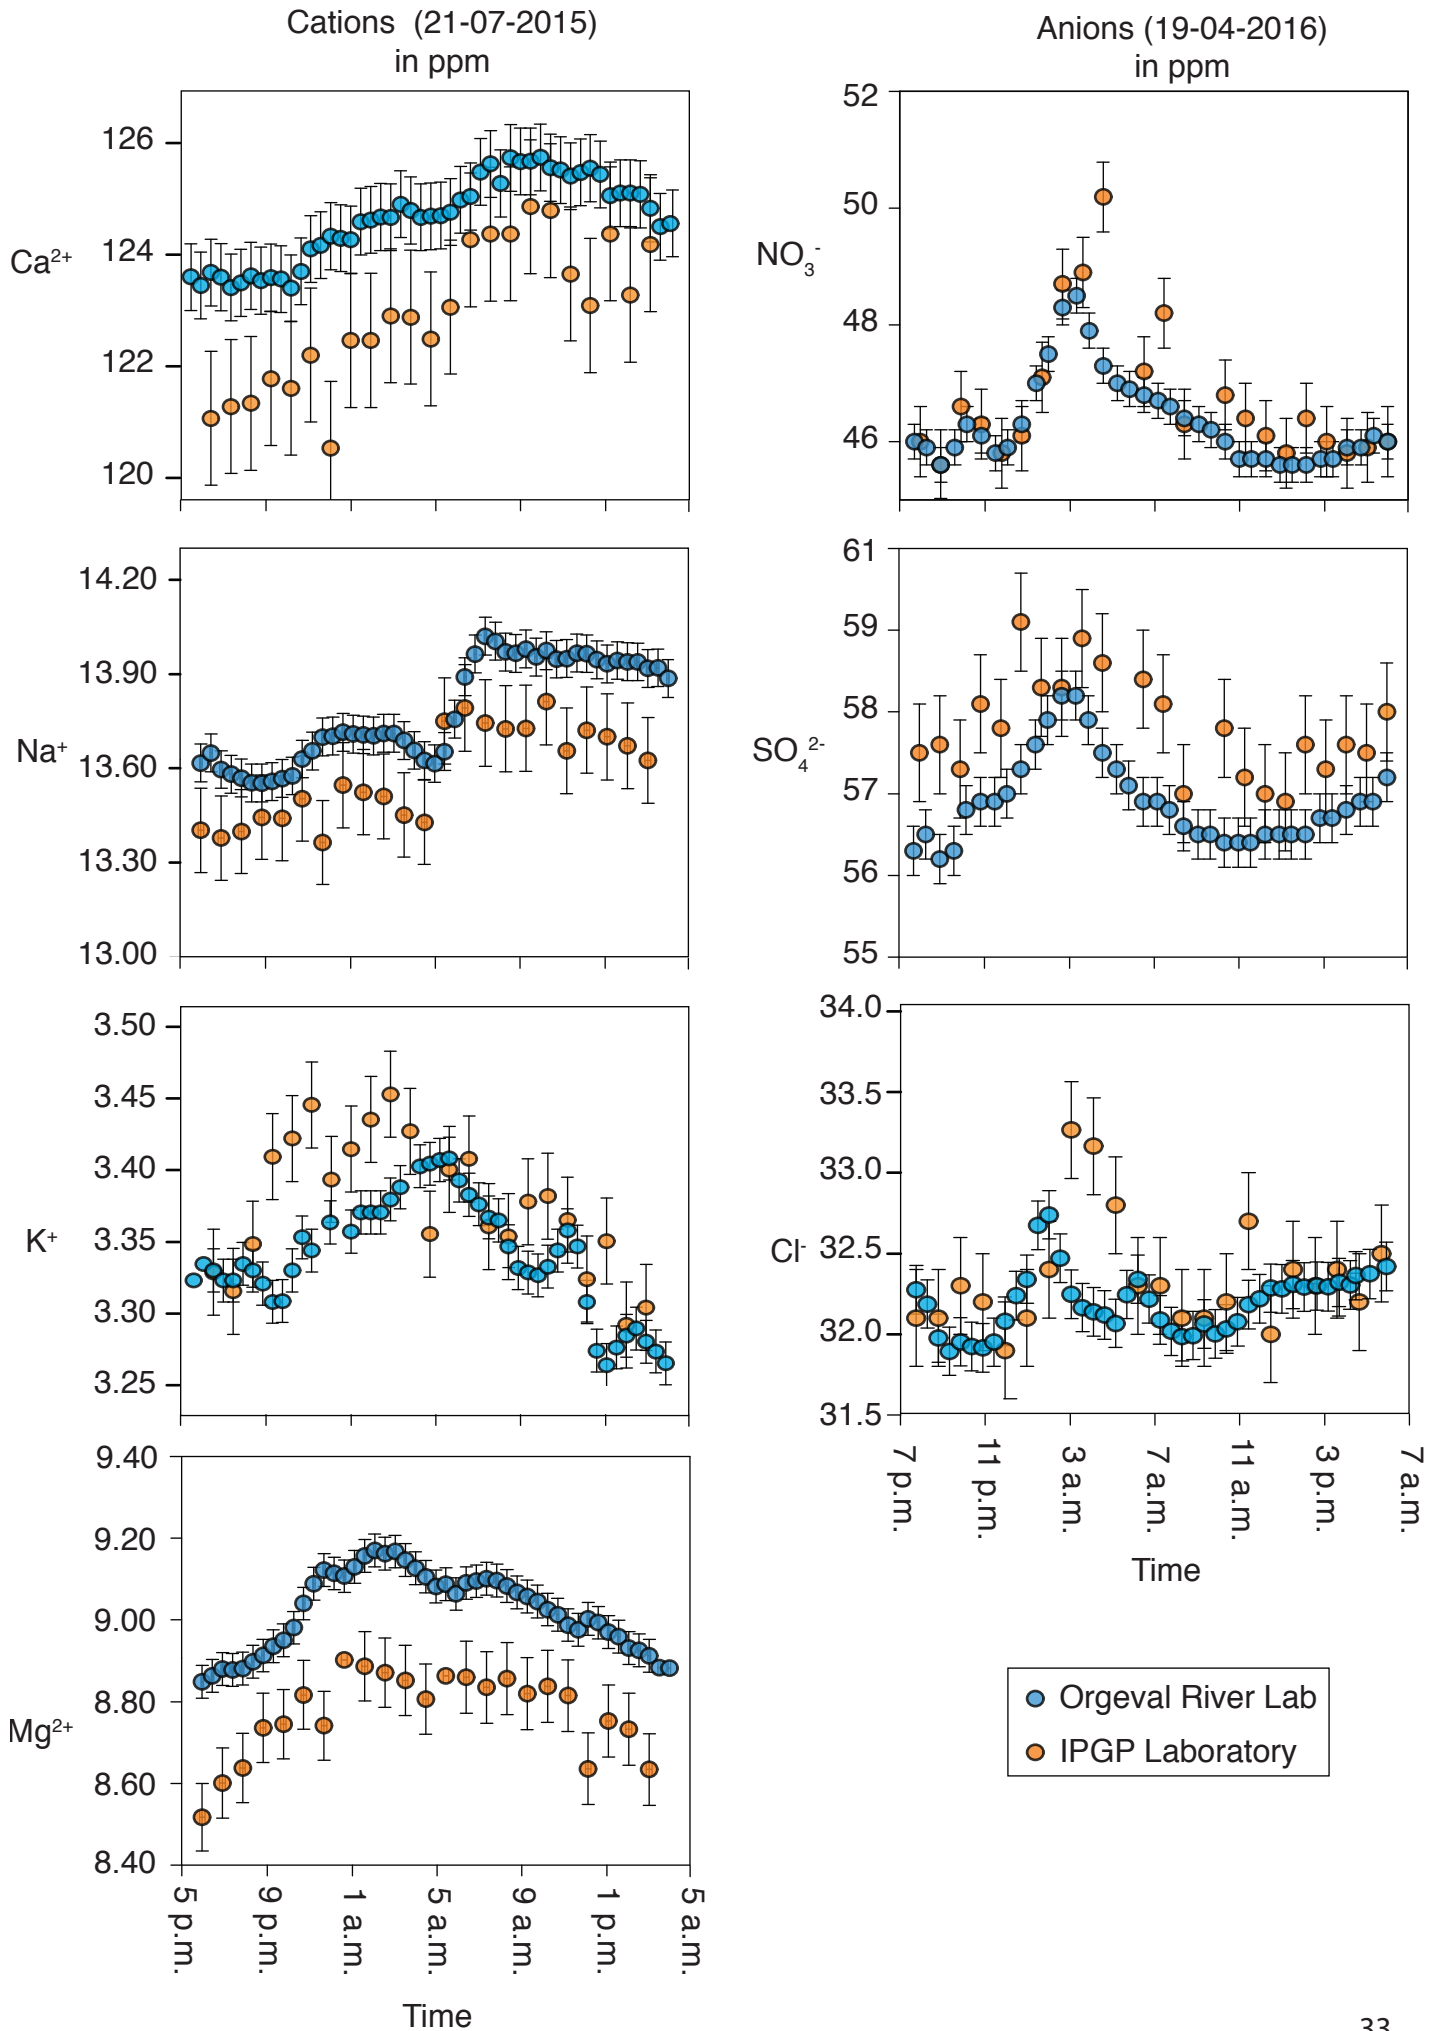 Cations (21-07-2015)
in ppm
Anions (19-04-2016)
in ppm
Ca²⁺
126
124
122
120
NO₃⁻
52
50
48
46
Na⁺
14.20
13.90
13.60
13.30
13.00
SO₄²⁻
61
59
58
57
56
55
K⁺
3.50
3.45
3.40
3.35
3.30
3.25
Cl⁻
34.0
33.5
33.0
32.5
32.0
31.5
7 p.m.
11 p.m.
3 a.m.
7 a.m.
11 a.m.
3 p.m.
7 a.m.
Time
Mg²⁺
9.40
9.20
9.00
8.80
8.60
8.40
5 p.m.
9 p.m.
1 a.m.
5 a.m.
9 a.m.
1 p.m.
5 a.m.
Time
Orgeval River Lab
IPGP Laboratory
33